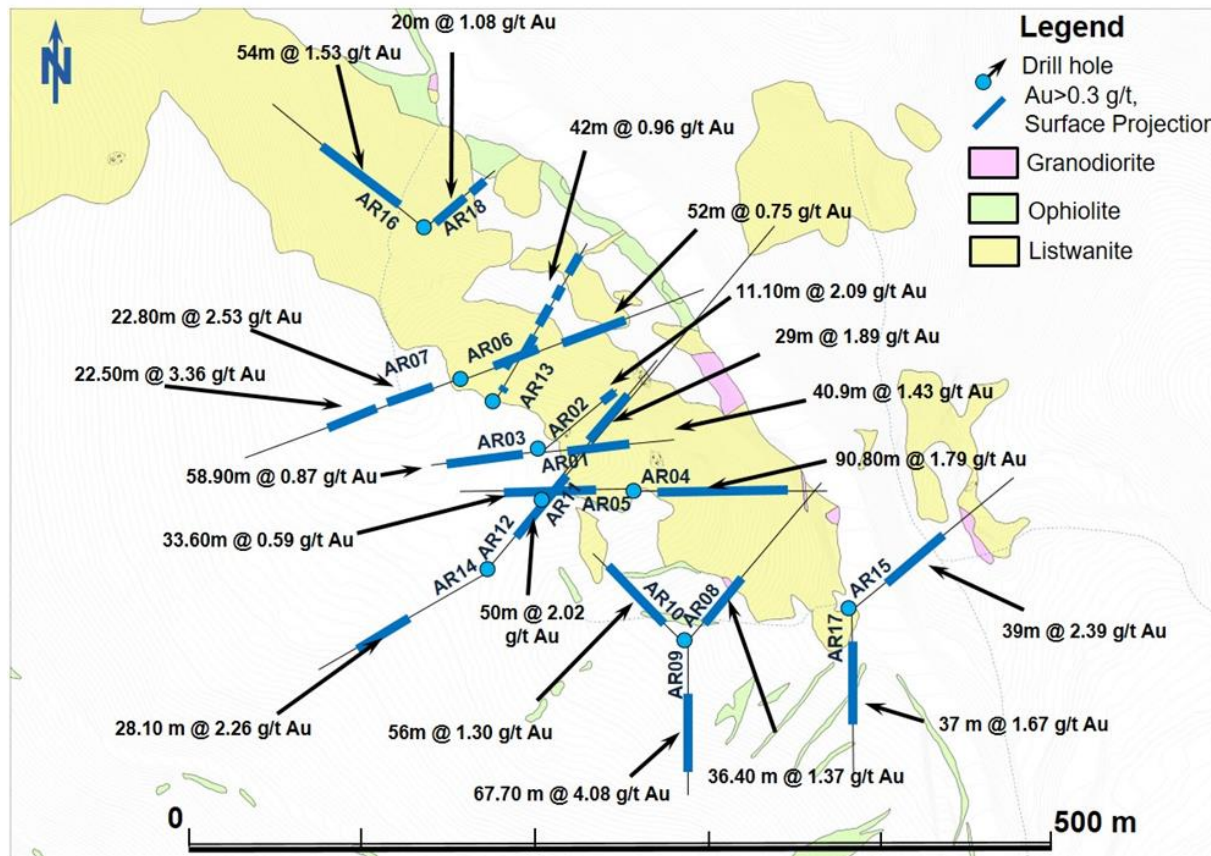 20m @ 1.08 g/t Au
54m @ 1.53 g/t Au
N
Legend
Drill hole
Au>0.3 g/t,
Surface Projection
Granodiorite
Ophiolite
Listwanite
42m @ 0.96 g/t Au
AR16
AR18
52m @ 0.75 g/t Au
11.10m @ 2.09 g/t Au
22.80m @ 2.53 g/t Au
29m @ 1.89 g/t Au
AR07
AR06
22.50m @ 3.36 g/t Au
AR13
40.9m @ 1.43 g/t Au
AR02
AR03
AR01
58.90m @ 0.87 g/t Au
90.80m @ 1.79 g/t Au
AR04
AR05
AR11
33.60m @ 0.59 g/t Au
AR12
AR14
AR15
50m @ 2.02
g/t Au
AR10
AR08
AR17
39m @ 2.39 g/t Au
AR09
28.10 m @ 2.26 g/t Au
56m @ 1.30 g/t Au
37 m @ 1.67 g/t Au
36.40 m @ 1.37 g/t Au
67.70 m @ 4.08 g/t Au
0
500 m